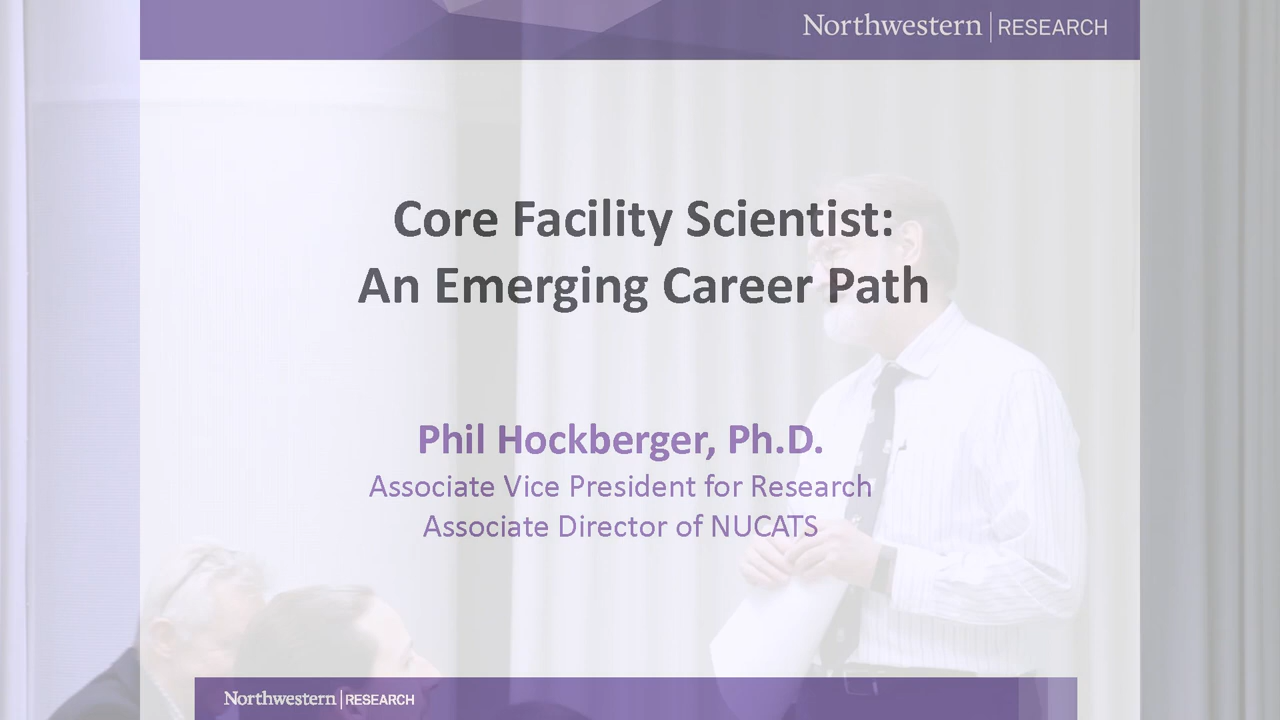 Northwestern | RESEARCH
Core Facility Scientist:
An Emerging Career Path
Phil Hockberger, Ph.D.
Associate Vice President for Research
Associate Director of NUCATS
Northwestern | RESEARCH